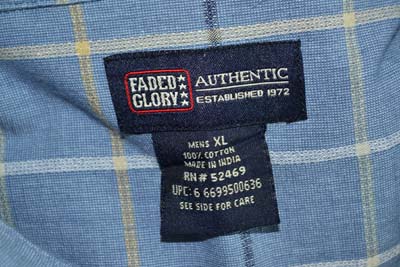 FADED GLORY
AUTHENTIC
ESTABLISHED 1972
MENS XL
100% COTTON
MADE IN INDIA
RN# 52469
UPC: 6 6699500636
SEE SIDE FOR CARE